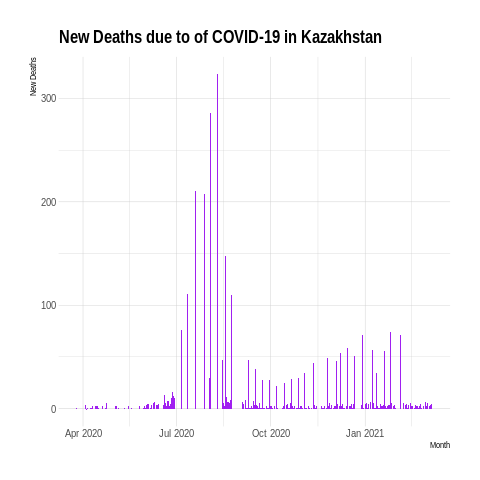 New Deaths due to of COVID-19 in Kazakhstan
New Deaths
300
200
100
0
Apr 2020
Jul 2020
Oct 2020
Jan 2021
Month